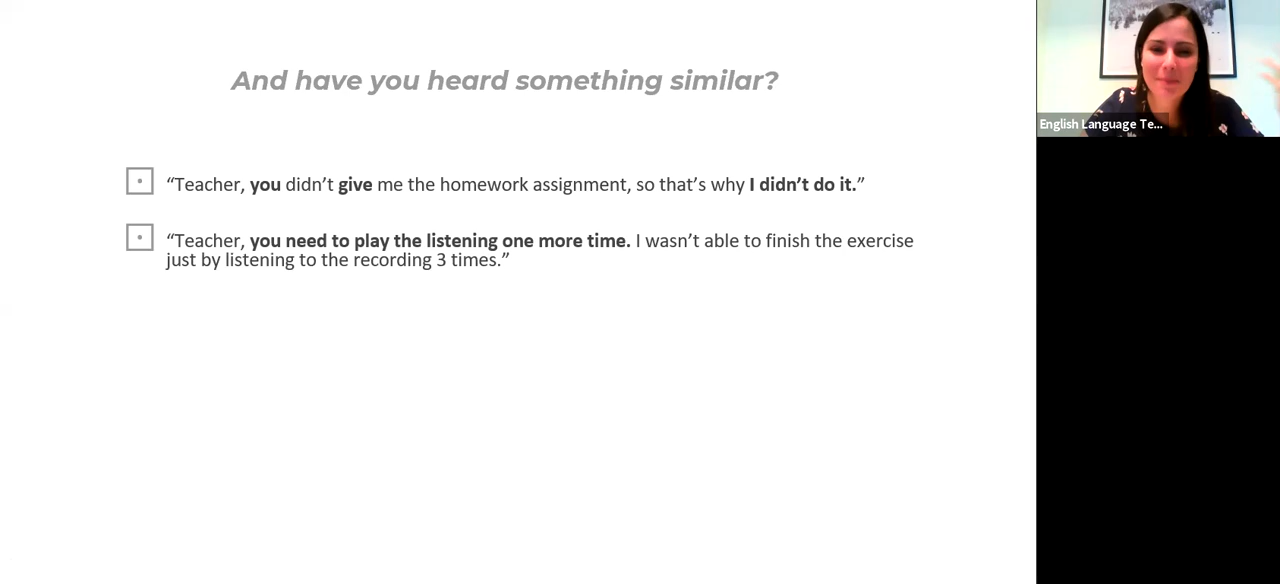 And have you heard something similar?
“Teacher, you didn’t give me the homework assignment, so that’s why I didn’t do it.”
“Teacher, you need to play the listening one more time. I wasn’t able to finish the exercise
just by listening to the recording 3 times.”
English Language Te...